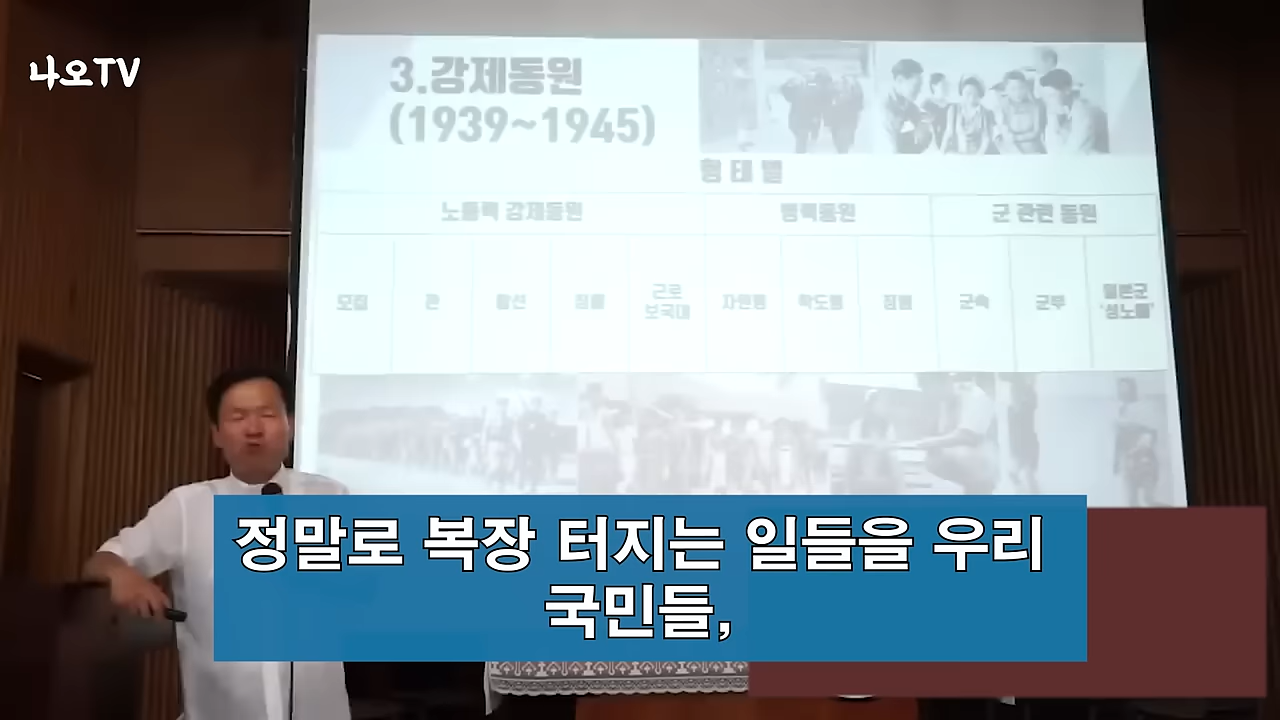 나오TV
3.강제동원
(1939~1945)
형 태 별
노동력 강제동원
병력동원
군 관련 동원
모집
관
알선
징용
근로
보국대
자원병
학도병
징병
군속
군부
일본군
'성노예'
정말로 복장 터지는 일들을 우리
국민들,